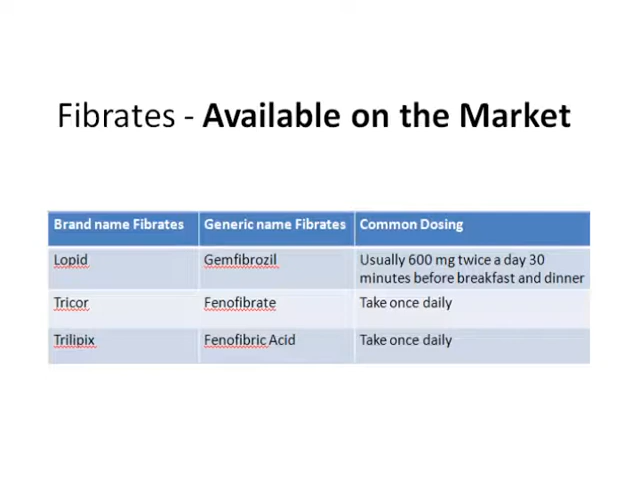 Fibrates - Available on the Market
Brand name Fibrates Generic name Fibrates Common Dosing
Lopid Gemfibrozil Usually 600 mg twice a day 30
minutes before breakfast and dinner
Tricor Fenofibrate Take once daily
Trilipix Fenofibric Acid Take once daily